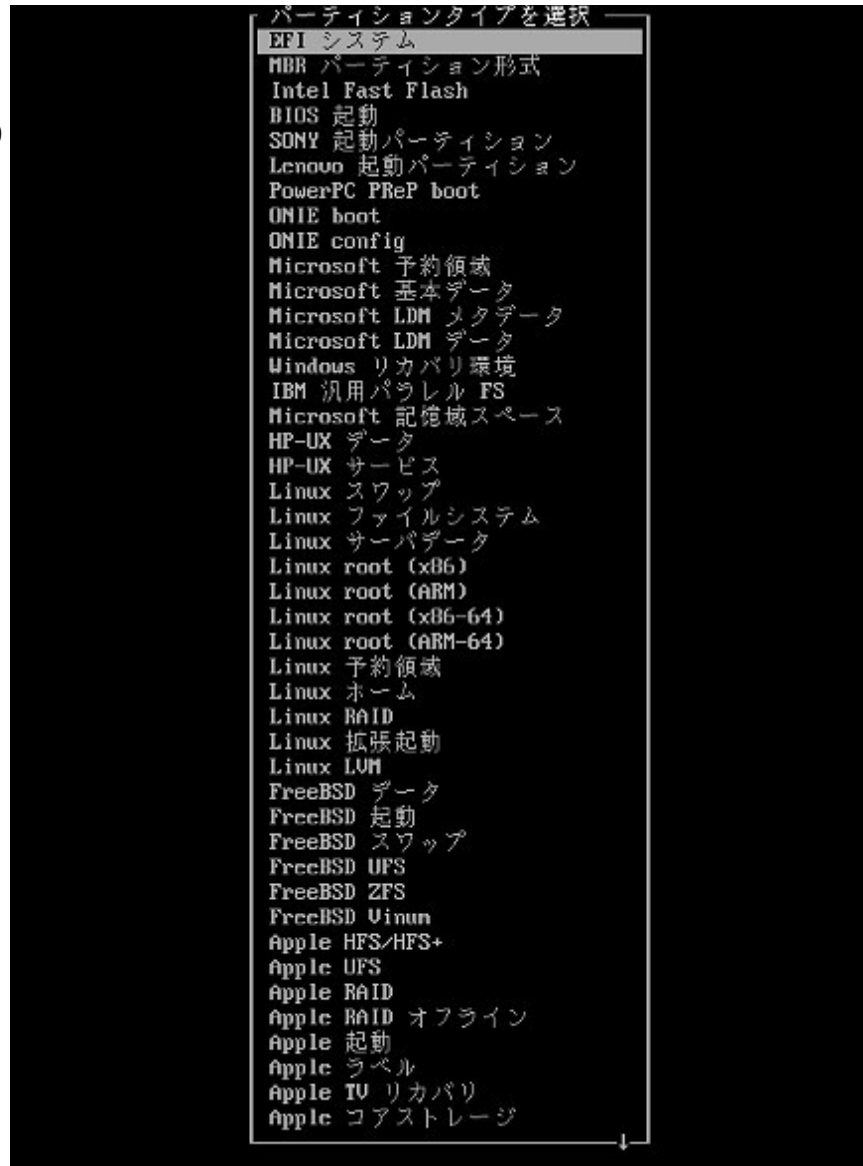 パーティションタイプを選択
EFI システム
MBR パーティション形式
Intel Fast Flash
BIOS 起動
SONY 起動パーティション
Lenovo 起動パーティション
PowerPC PReP boot
ONIE boot
ONIE config
Microsoft 予約領域
Microsoft 基本データ
Microsoft LDM メタデータ
Microsoft LDM データ
Windows リカバリ環境
IBM 汎用パラレル FS
Microsoft 記憶域スペース
HP-UX データ
HP-UX サービス
Linux スワップ
Linux ファイルシステム
Linux サーバデータ
Linux root (x86)
Linux root (ARM)
Linux root (x86-64)
Linux root (ARM-64)
Linux 予約領域
Linux ホーム
Linux RAID
Linux 拡張起動
Linux LVM
FreeBSD データ
FreeBSD 起動
FreeBSD スワップ
FreeBSD UFS
FreeBSD ZFS
FreeBSD Vinum
Apple HFS/HFS+
Apple UFS
Apple RAID
Apple RAID オフライン
Apple 起動
Apple ラベル
Apple TV リカバリ
Apple コアストレージ